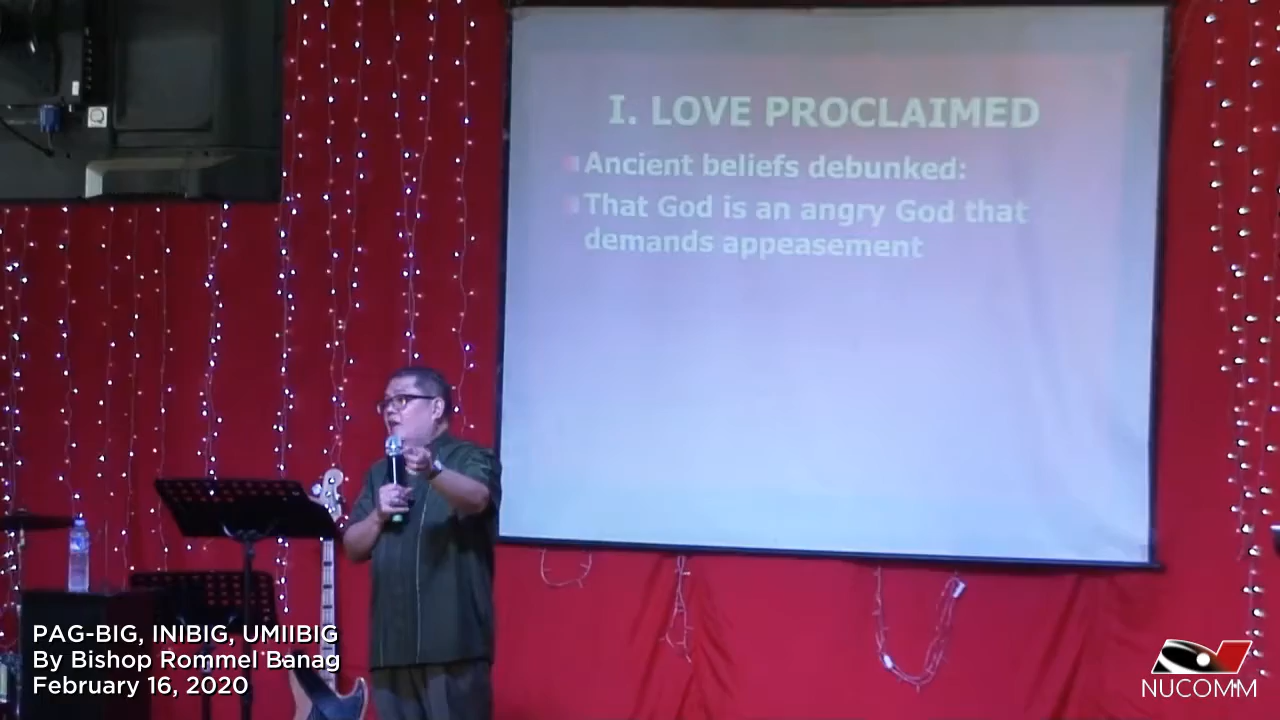 I. LOVE PROCLAIMED
Ancient beliefs debunked:
That God is an angry God that
demands appeasement
PAG-BIG, INIBIG, UMIIBIG
By Bishop Rommel Banag
February 16, 2020
NUCOMM